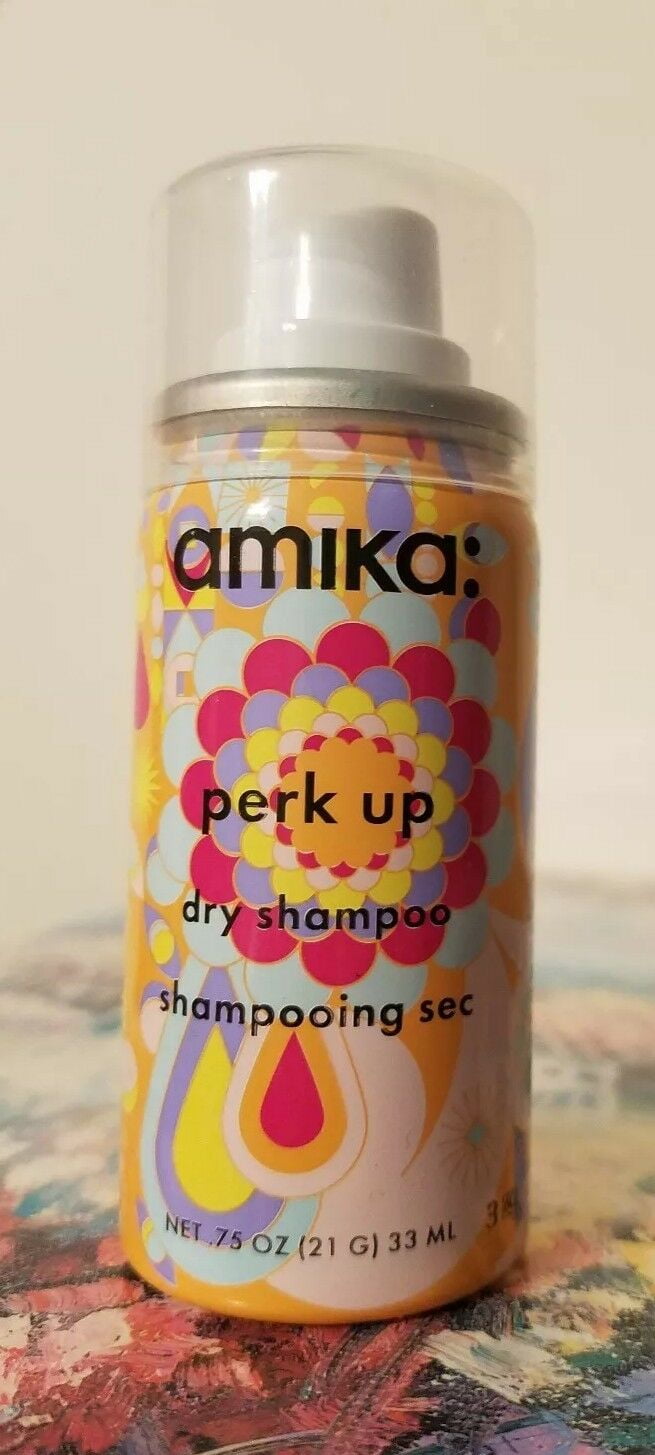 amika:
perk up
dry shampoo
shampooing sec
NET .75 OZ (21 G) 33 ML